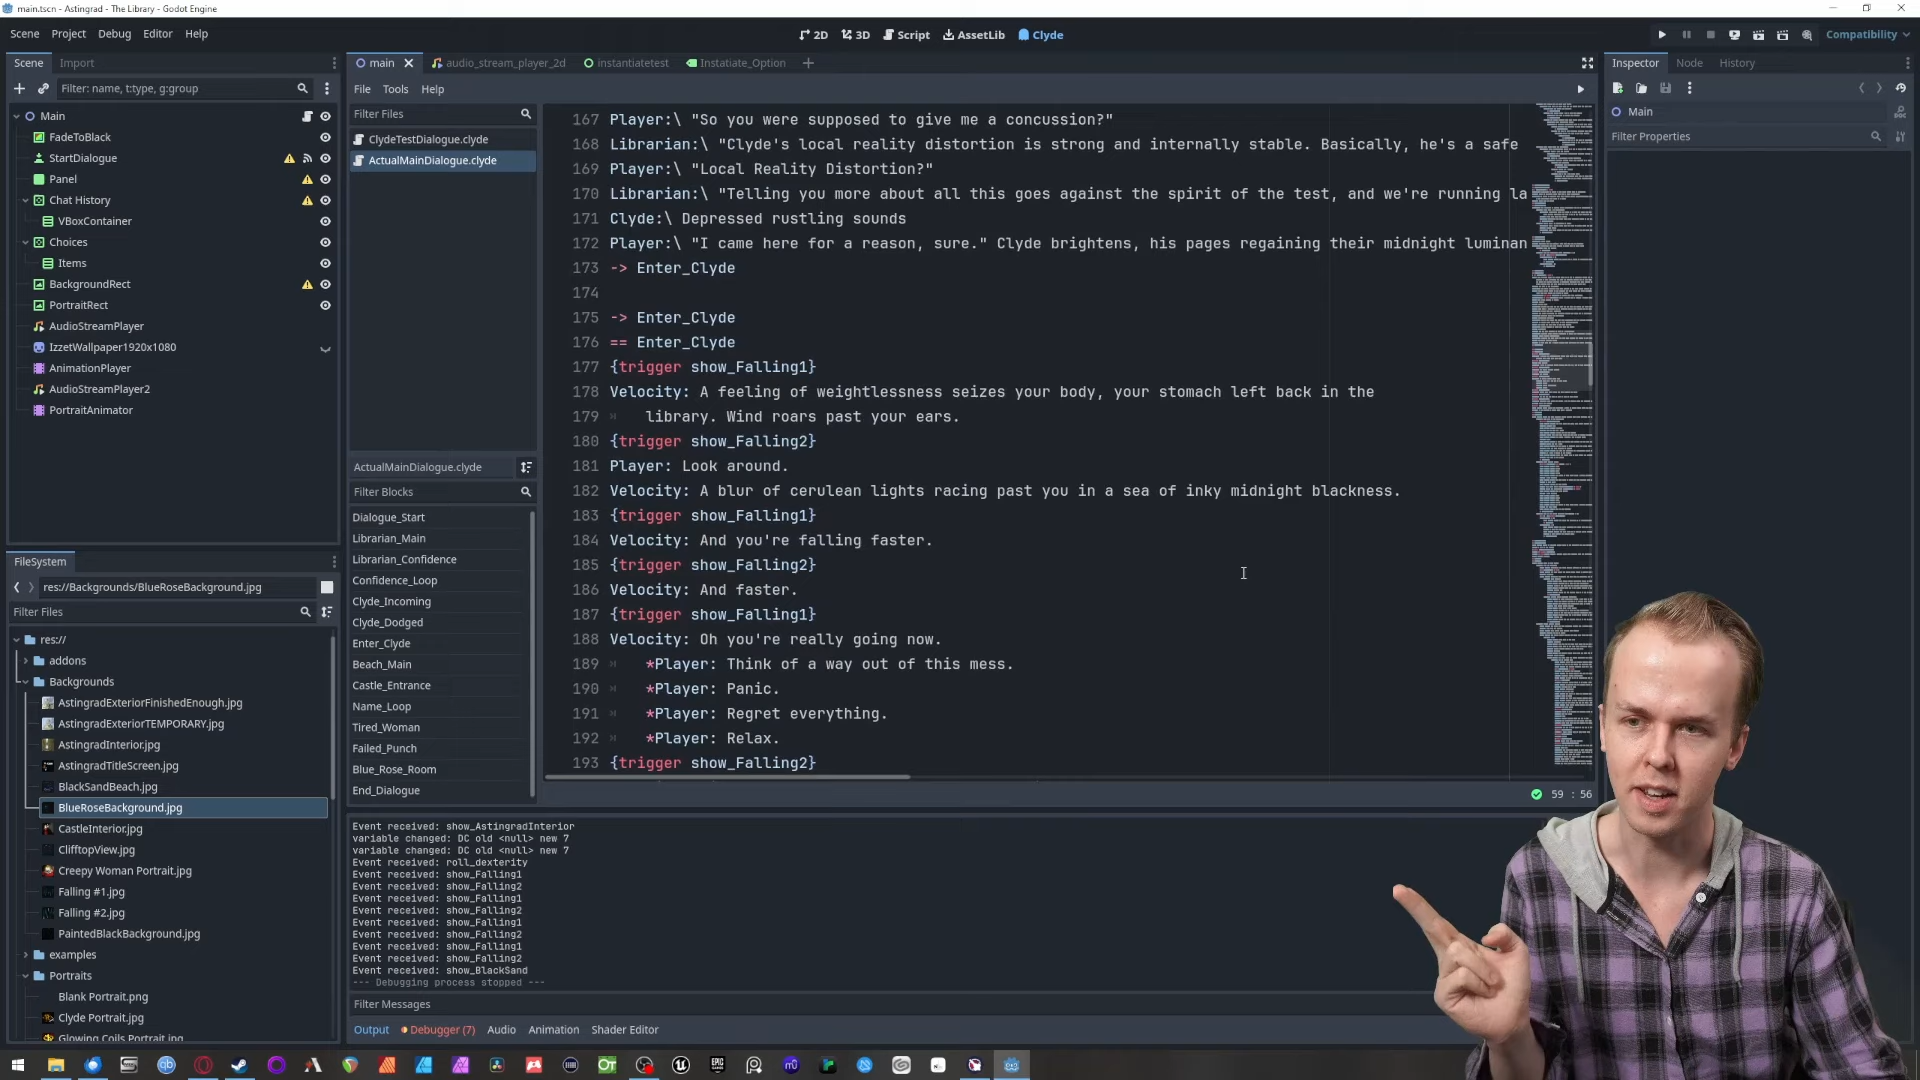 main.tscn - Astingrad - The Library - Godot Engine
Scene Project Debug Editor Help
2D 3D Script AssetLib Clyde
Compatibility
Scene Import
Filter: name, t:type, g:group
Main
FadeToBlack
StartDialogue
Panel
Chat History
VBoxContainer
Choices
Items
BackgroundRect
PortraitRect
AudioStreamPlayer
IzzetWallpaper1920x1080
AnimationPlayer
AudioStreamPlayer2
PortraitAnimator
FileSystem
res://Backgrounds/BlueRoseBackground.jpg
Filter Files
res://
addons
Backgrounds
AstingradExteriorFinishedEnough.jpg
AstingradExteriorTEMPORARY.jpg
AstingradInterior.jpg
AstingradTitleScreen.jpg
BlackSandBeach.jpg
BlueRoseBackground.jpg
CastleInterior.jpg
ClifftopView.jpg
Creepy Woman Portrait.jpg
Falling #1.jpg
Falling #2.jpg
PaintedBlackBackground.jpg
examples
Portraits
Blank Portrait.png
Clyde Portrait.jpg
Glowing Coils Portrait.jpg
main audio_stream_player_2d instantiatetest Instatiate_Option
File Tools Help
Filter Files
ClydeTestDialogue.clyde
ActualMainDialogue.clyde
ActualMainDialogue.clyde
Filter Blocks
Dialogue_Start
Librarian_Main
Librarian_Confidence
Confidence_Loop
Clyde_Incoming
Clyde_Dodged
Enter_Clyde
Beach_Main
Castle_Entrance
Name_Loop
Tired_Woman
Failed_Punch
Blue_Rose_Room
End_Dialogue
167 Player:\ "So you were supposed to give me a concussion?"
168 Librarian:\ "Clyde's local reality distortion is strong and internally stable. Basically, he's a safe
169 Player:\ "Local Reality Distortion?"
170 Librarian:\ "Telling you more about all this goes against the spirit of the test, and we're running la
171 Clyde:\ Depressed rustling sounds
172 Player:\ "I came here for a reason, sure." Clyde brightens, his pages regaining their midnight luminan
173 -> Enter_Clyde
174
175 -> Enter_Clyde
176 == Enter_Clyde
177 {trigger show_Falling1}
178 Velocity: A feeling of weightlessness seizes your body, your stomach left back in the
179 library. Wind roars past your ears.
180 {trigger show_Falling2}
181 Player: Look around.
182 Velocity: A blur of cerulean lights racing past you in a sea of inky midnight blackness.
183 {trigger show_Falling1}
184 Velocity: And you're falling faster.
185 {trigger show_Falling2}
186 Velocity: And faster.
187 {trigger show_Falling1}
188 Velocity: Oh you're really going now.
189 *Player: Think of a way out of this mess.
190 *Player: Panic.
191 *Player: Regret everything.
192 *Player: Relax.
193 {trigger show_Falling2}
59 : 56
Event received: show_AstingradInterior
variable changed: DC old <null> new 7
variable changed: DC old <null> new 7
Event received: roll_dexterity
Event received: show_Falling1
Event received: show_Falling2
Event received: show_Falling1
Event received: show_Falling2
Event received: show_Falling1
Event received: show_Falling2
Event received: show_Falling1
Event received: show_Falling2
Event received: show_BlackSand
--- Debugging process stopped ---
Filter Messages
Output Debugger (7) Audio Animation Shader Editor
Inspector Node History
Main
Filter Properties